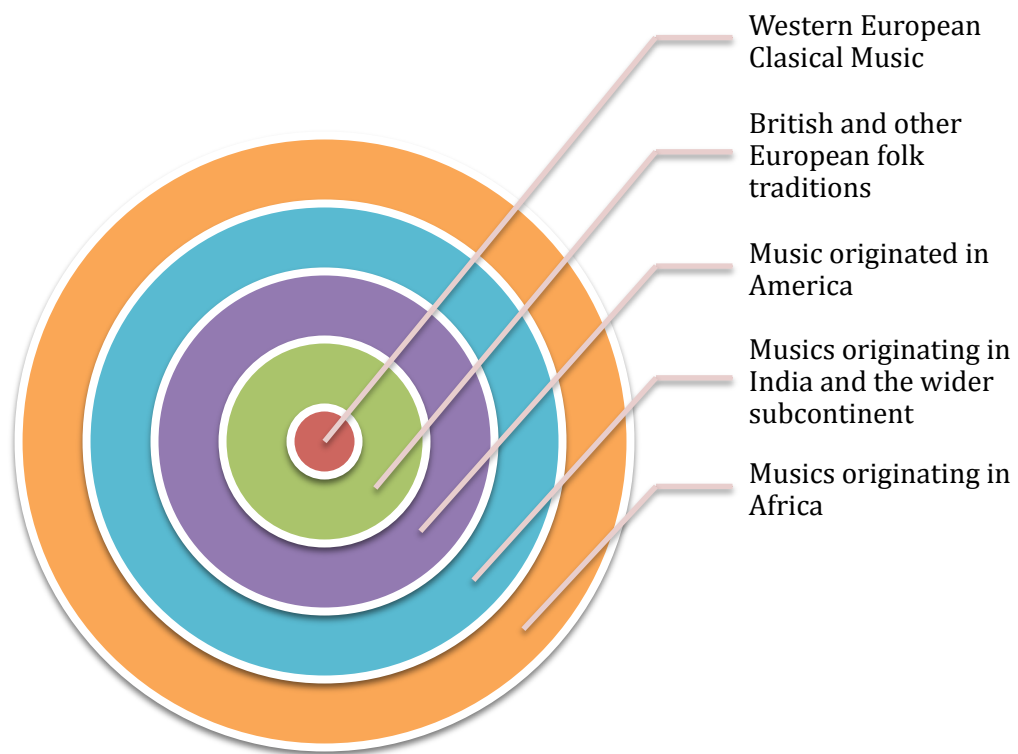 Western European
Clasical Music
British and other
European folk
traditions
Music originated in
America
Musics originating in
India and the wider
subcontinent
Musics originating in
Africa